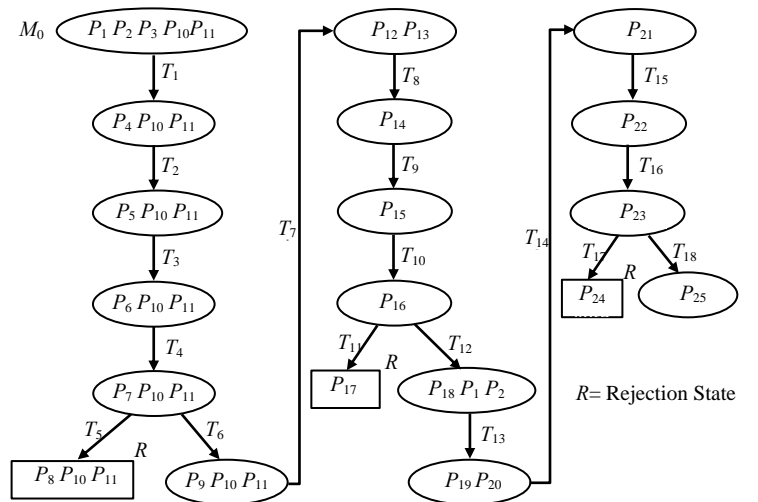 M₀
P₁ P₂ P₃ P₁₀P₁₁
T₁
P₄ P₁₀ P₁₁
T₂
P₅ P₁₀ P₁₁
T₃
P₆ P₁₀ P₁₁
T₄
P₇ P₁₀ P₁₁
T₅
T₆
R
P₈ P₁₀ P₁₁
P₉ P₁₀ P₁₁
T₇
P₁₂ P₁₃
T₈
P₁₄
T₉
P₁₅
T₁₀
P₁₆
T₁₁
T₁₂
R
P₁₇
P₁₈ P₁ P₂
T₁₃
P₁₉ P₂₀
T₁₄
P₂₁
T₁₅
P₂₂
T₁₆
P₂₃
T₁₇
T₁₈
R
P₂₄
P₂₅
R= Rejection State